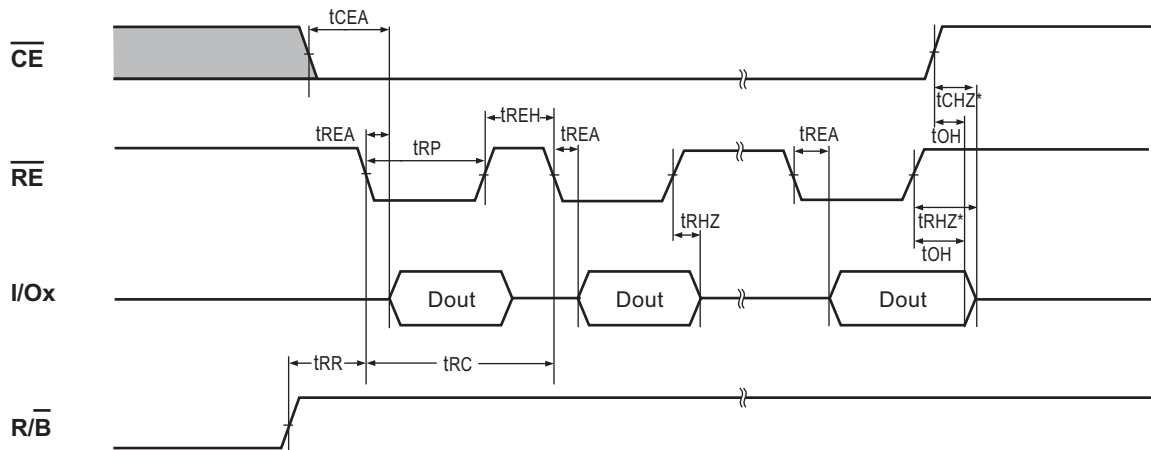 tCEA
CE
tCHZ*
tREH
tREA
tREA
tREA
tOH
tRP
RE
tRHZ
tRHZ*
tOH
I/Ox
Dout
Dout
Dout
tRR
tRC
R/B